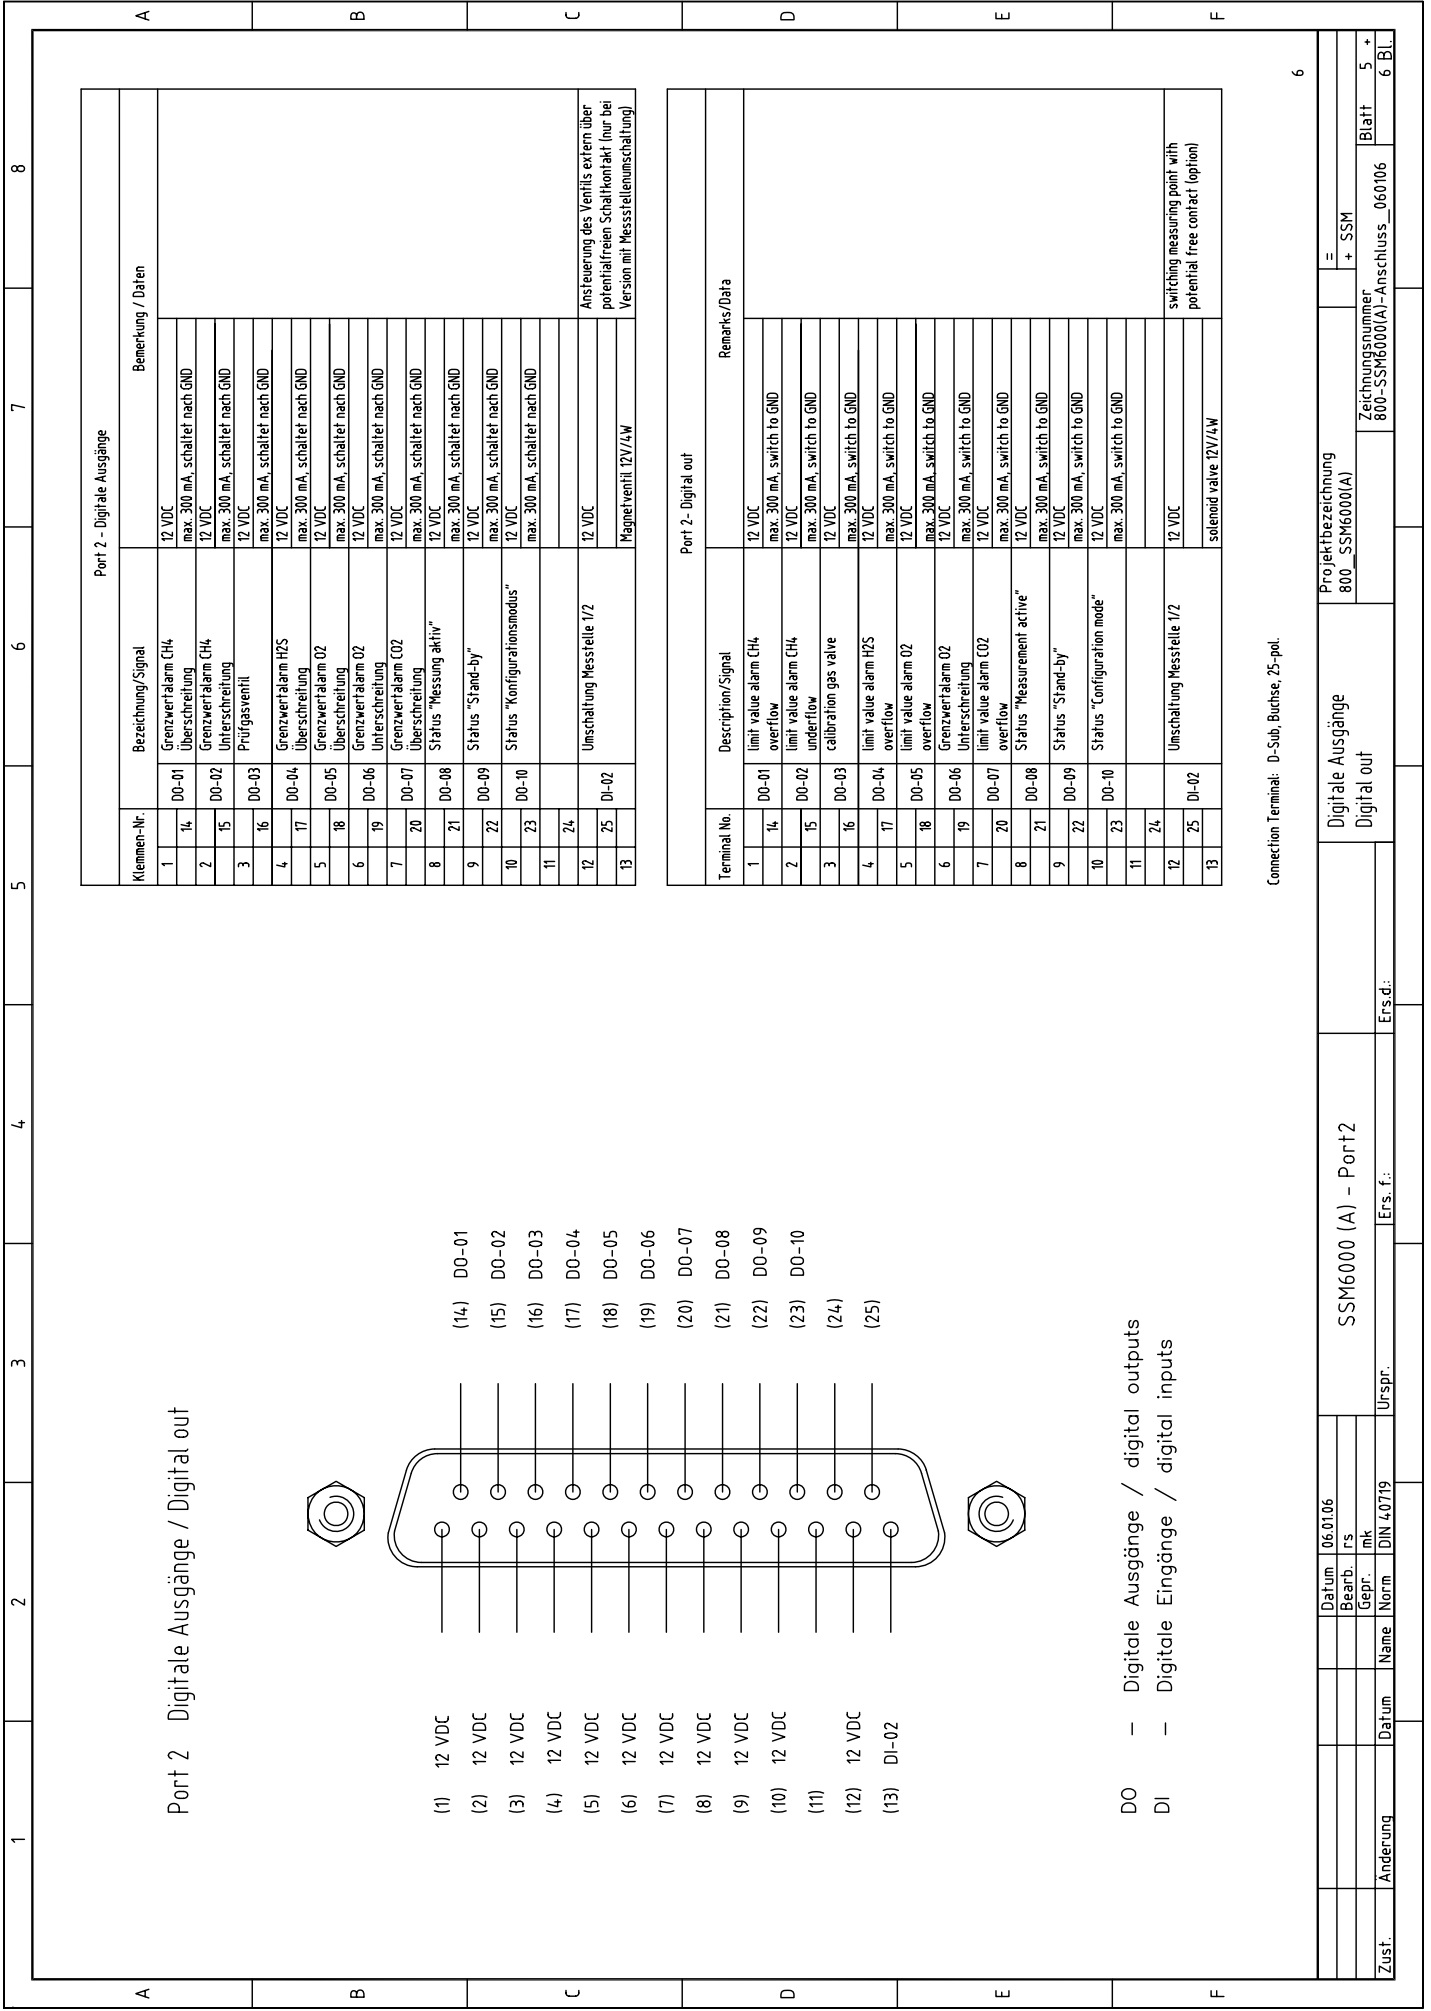 1 2 3 4 5 6 7 8
A
B
C
D
E
F
A
B
C
D
E
F
Port 2 Digitale Ausgänge / Digital out
(1) 12 VDC
(2) 12 VDC
(3) 12 VDC
(4) 12 VDC
(5) 12 VDC
(6) 12 VDC
(7) 12 VDC
(8) 12 VDC
(9) 12 VDC
(10) 12 VDC
(11)
(12) 12 VDC
(13) DI-02
(14) DO-01
(15) DO-02
(16) DO-03
(17) DO-04
(18) DO-05
(19) DO-06
(20) DO-07
(21) DO-08
(22) DO-09
(23) DO-10
(24)
(25)
DO – Digitale Ausgänge / digital outputs
DI – Digitale Eingänge / digital inputs
Port 2 - Digitale Ausgänge
Klemmen-Nr. Bezeichnung/Signal Bemerkung / Daten
1 DO-01 Grenzwertalarm CH4 12 VDC
14 Überschreitung max. 300 mA, schaltet nach GND
2 DO-02 Grenzwertalarm CH4 12 VDC
15 Unterschreitung max. 300 mA, schaltet nach GND
3 DO-03 Prüfgasventil 12 VDC
16 max. 300 mA, schaltet nach GND
4 DO-04 Grenzwertalarm H2S 12 VDC
17 Überschreitung max. 300 mA, schaltet nach GND
5 DO-05 Grenzwertalarm O2 12 VDC
18 Überschreitung max. 300 mA, schaltet nach GND
6 DO-06 Grenzwertalarm O2 12 VDC
19 Unterschreitung max. 300 mA, schaltet nach GND
7 DO-07 Grenzwertalarm CO2 12 VDC
20 Überschreitung max. 300 mA, schaltet nach GND
8 DO-08 Status "Messung aktiv" 12 VDC
21 max. 300 mA, schaltet nach GND
9 DO-09 Status "Stand-by" 12 VDC
22 max. 300 mA, schaltet nach GND
10 DO-10 Status "Konfigurationsmodus" 12 VDC
23 max. 300 mA, schaltet nach GND
11
24
12 DI-02 Umschaltung Messstelle 1/2 12 VDC Ansteuerung des Ventils extern über
25 potentialfreien Schaltkontakt (nur bei
13 Magnetventil 12V/4W Version mit Messstellenumschaltung)
Port 2- Digital out
Terminal No. Description/Signal Remarks/Data
1 DO-01 limit value alarm CH4 12 VDC
14 overflow max. 300 mA, switch to GND
2 DO-02 limit value alarm CH4 12 VDC
15 underflow max. 300 mA, switch to GND
3 DO-03 calibration gas valve 12 VDC
16 max. 300 mA, switch to GND
4 DO-04 limit value alarm H2S 12 VDC
17 overflow max. 300 mA, switch to GND
5 DO-05 limit value alarm O2 12 VDC
18 overflow max. 300 mA, switch to GND
6 DO-06 Grenzwertalarm O2 12 VDC
19 Unterschreitung max. 300 mA, switch to GND
7 DO-07 limit value alarm CO2 12 VDC
20 overflow max. 300 mA, switch to GND
8 DO-08 Status "Measurement active" 12 VDC
21 max. 300 mA, switch to GND
9 DO-09 Status "Stand-by" 12 VDC
22 max. 300 mA, switch to GND
10 DO-10 Status "Configuration mode" 12 VDC
23 max. 300 mA, switch to GND
11
24
12 DI-02 Umschaltung Messstelle 1/2 12 VDC switching measuring point with
25 potential free contact (option)
13 solenoid valve 12V/4W
Connection Terminal: D-Sub, Buchse, 25-pol.
6
Datum 06.01.06
Bearb. rs
Gepr. mk
Zust. Änderung Datum Name Norm DIN 40719
SSM6000 (A) - Port2
Urspr. Ers. f.: Ers.d.:
Digitale Ausgänge
Digital out
Projektbezeichnung
800_SSM6000(A)
=
+ SSM
Zeichnungsnummer
800-SSM6000(A)-Anschluss_060106
Blatt 5 +
6 Bl.